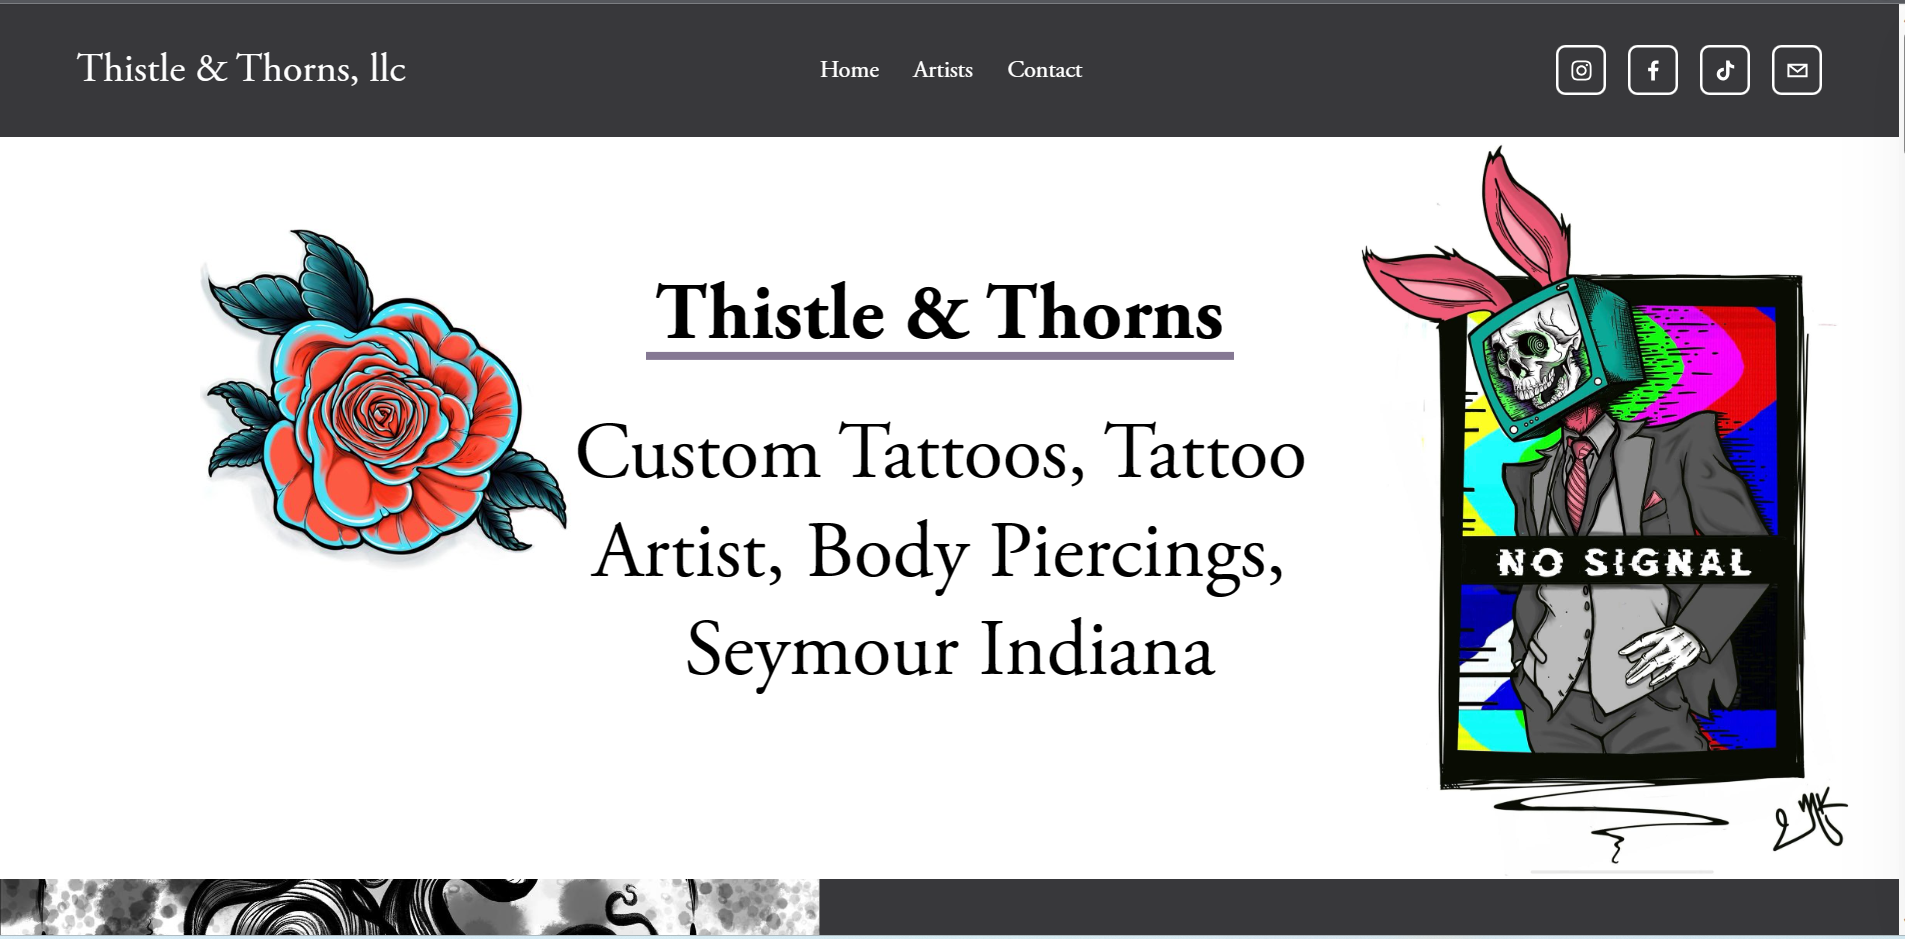 Thistle & Thorns, llc
Home Artists Contact
Thistle & Thorns
Custom Tattoos, Tattoo
Artist, Body Piercings,
Seymour Indiana
NO SIGNAL